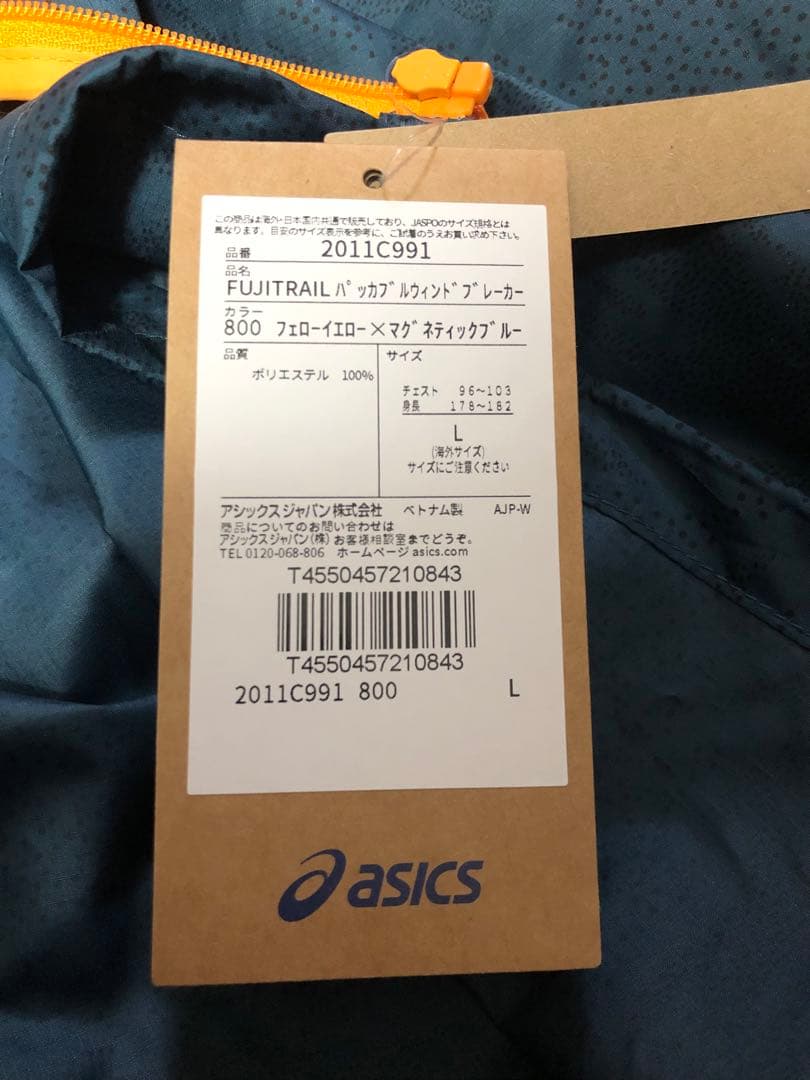 この商品は海外・日本国内共通で販売しており、JASPOのサイズ規格とは
異なります。目安のサイズ表示を参考に、ご試着のうえお買い求め下さい。
品番 2011C991
品名
FUJITRAIL パッカブルウィンドブレーカー
カラー
800 フェローイエロー×マグネティックブルー
品質
ポリエステル 100%
サイズ
チェスト 96〜103
身長 178〜182
L
(海外サイズ)
サイズにご注意ください
アシックスジャパン株式会社 ベトナム製 AJP-W
商品についてのお問い合わせは
アシックスジャパン(株)お客様相談室までどうぞ。
TEL 0120-068-806 ホームページ asics.com
T4550457210843
T4550457210843
2011C991 800 L
asics